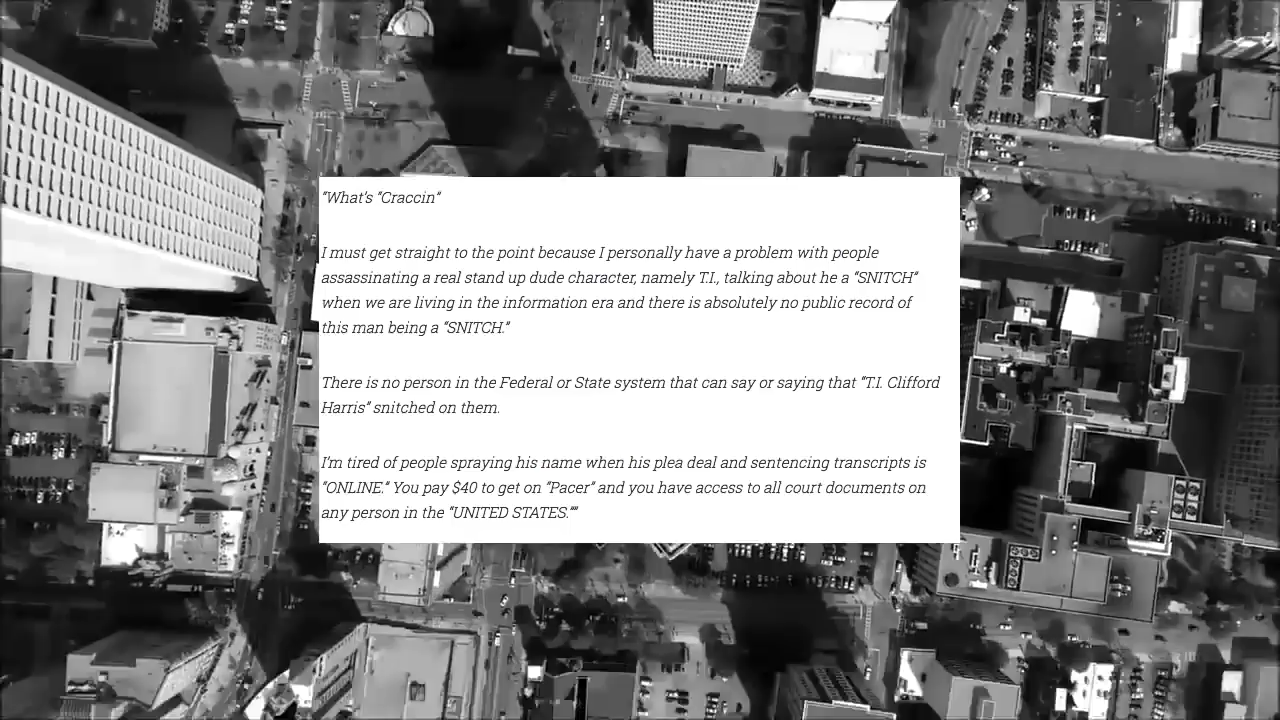 "What's "Craccin"
I must get etraight to the point because I personally have a problem with people
assassinating a real stand up dude character, namely T.I., talking about he a "SNITCH"
when we are living in the information era and there is absolutely no public record of
this man being a "SNITCH."
There is no person in the Federal or State system that can say or saying that "T.I. Clifford
Harris" snitched on them.
I'm tired of people spraying his name when his plea deal and sentencing transcripts is
"ONLINE." You pay $40 to get on "Pacer" and you have access to all court documents on
any person in the "UNITED STATES.""